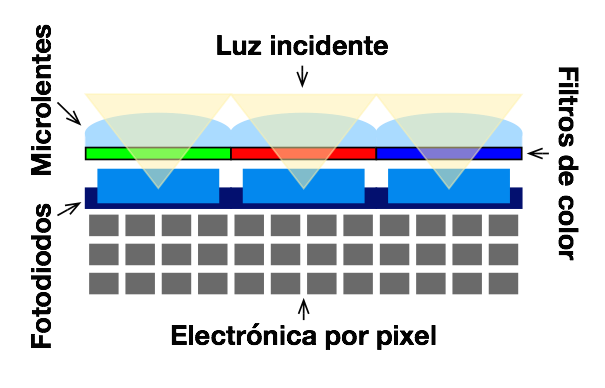 Luz incidente
Microlentes
Filtros de color
Fotodiodos
Electrónica por pixel